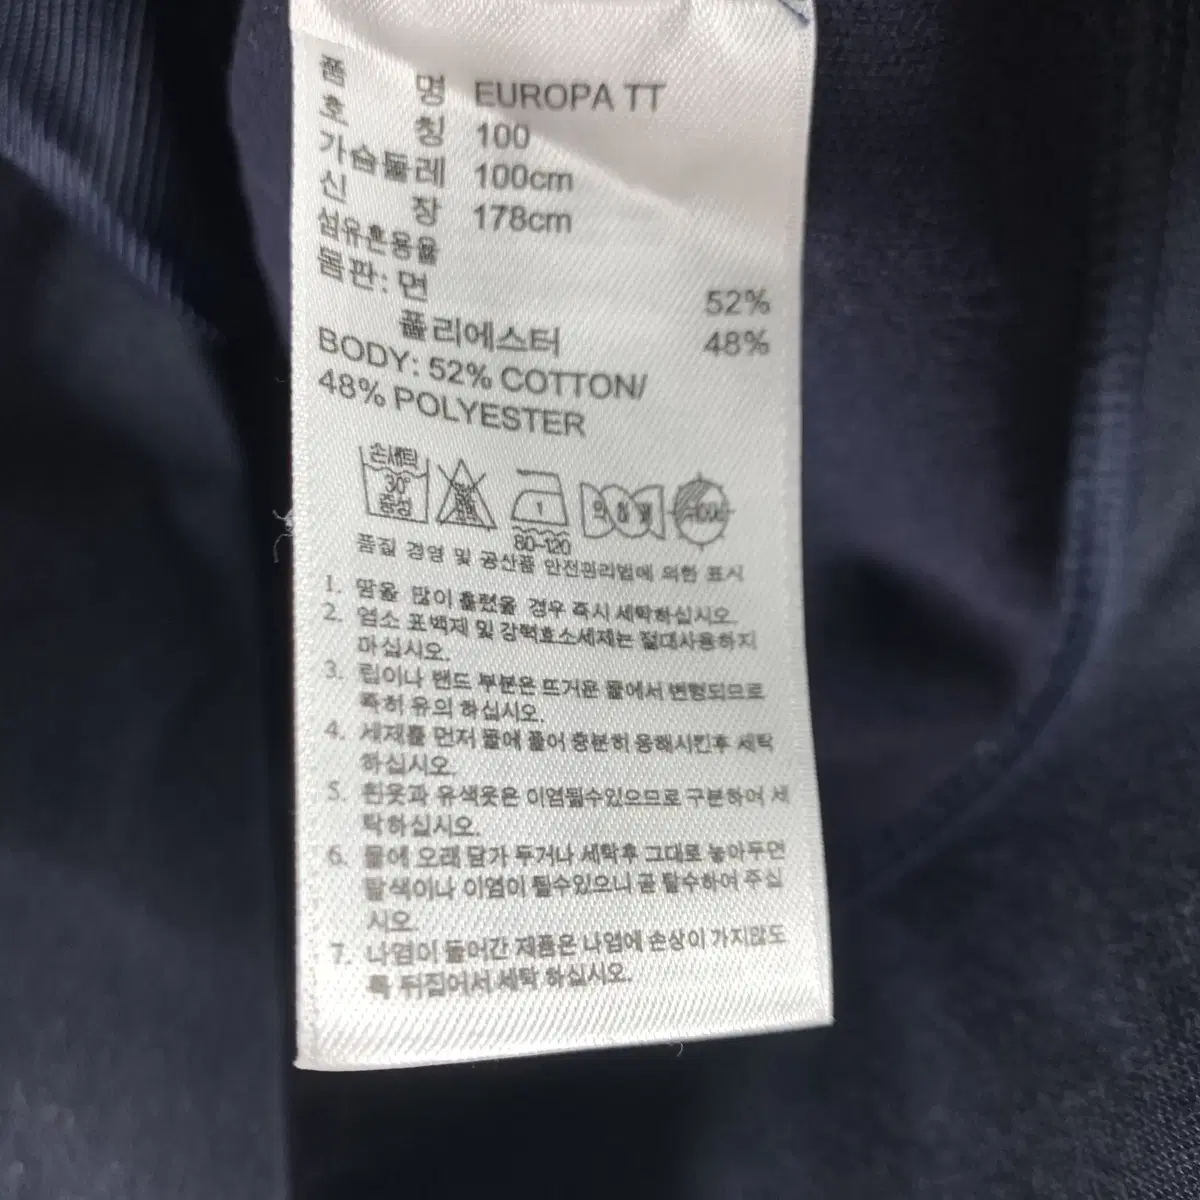 품 명 EUROPA TT
호 칭 100
가슴둘레 100cm
신 장 178cm
섬유혼용율
몸판: 면 52%
폴리에스터 48%
BODY: 52% COTTON/
48% POLYESTER
손세탁
30°
중성
1
80~120
품질 경영 및 공산품 안전관리법에 의한 표시
1. 땀을 많이 흘렸을 경우 즉시 세탁하십시오.
2. 염소 표백제 및 강력효소세제는 절대사용하지
마십시오.
3. 립이나 밴드 부분은 뜨거운 물에서 변형되므로
특히 유의 하십시오.
4. 세제를 먼저 물에 풀어 충분히 용해시킨후 세탁
하십시오.
5. 흰옷과 유색옷은 이염될수있으므로 구분하여 세
탁하십시오.
6. 물에 오래 담가 두거나 세탁후 그대로 놓아두면
탈색이나 이염이 될수있으니 곧 탈수하여 주십
시오.
7. 나염이 들어간 제품은 나염에 손상이 가지않도
록 뒤집어서 세탁 하십시오.